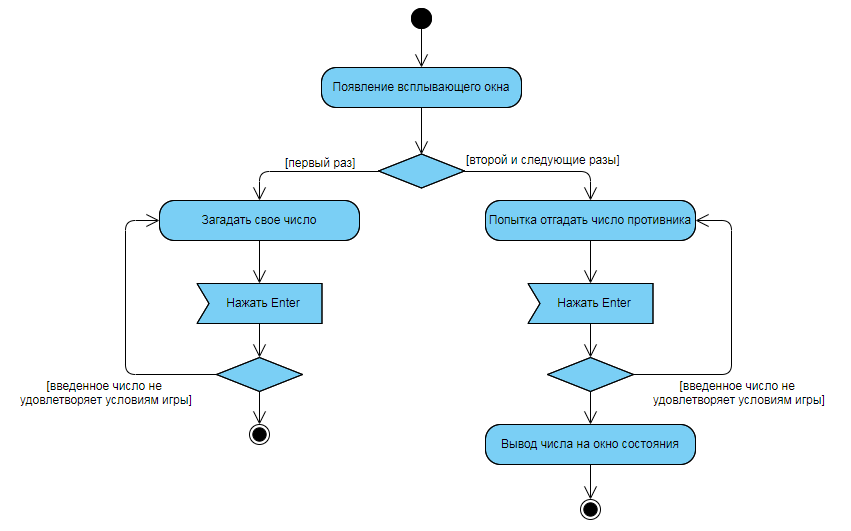 Появление всплывающего окна
[первый раз]
[второй и следующие разы]
Загадать свое число
Попытка отгадать число противника
Нажать Enter
Нажать Enter
[введенное число не
удовлетворяет условиям игры]
[введенное число не
удовлетворяет условиям игры]
Вывод числа на окно состояния